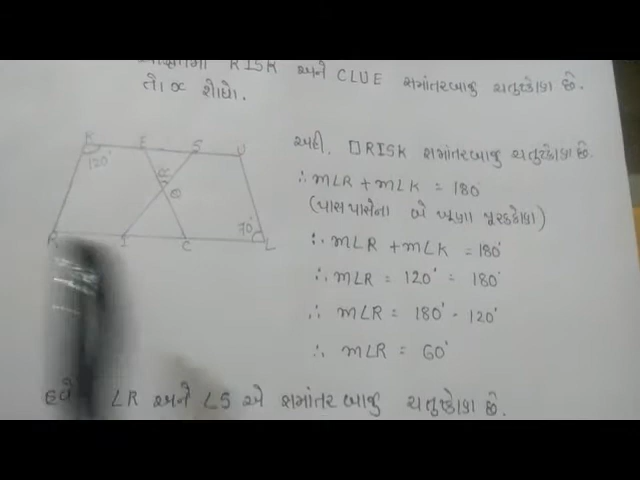 આકૃતિમાં RISK અને CLUE સમાંતરબાજુ ચતુષ્કોણ છે.
તો α શોધો.
K E S U
120°
α
O
70°
R I C L
અહીં □RISK સમાંતરબાજુ ચતુષ્કોણ છે.
∴ m∠R + m∠K = 180°
(પાસપાસેના બે ખૂણા પૂરકકોણ)
∴ m∠R + m∠K = 180°
∴ m∠R = 120° = 180°
∴ m∠R = 180° - 120°
∴ m∠R = 60°
હવે ∠R અને ∠S એ સમાંતરબાજુ ચતુષ્કોણ છે.